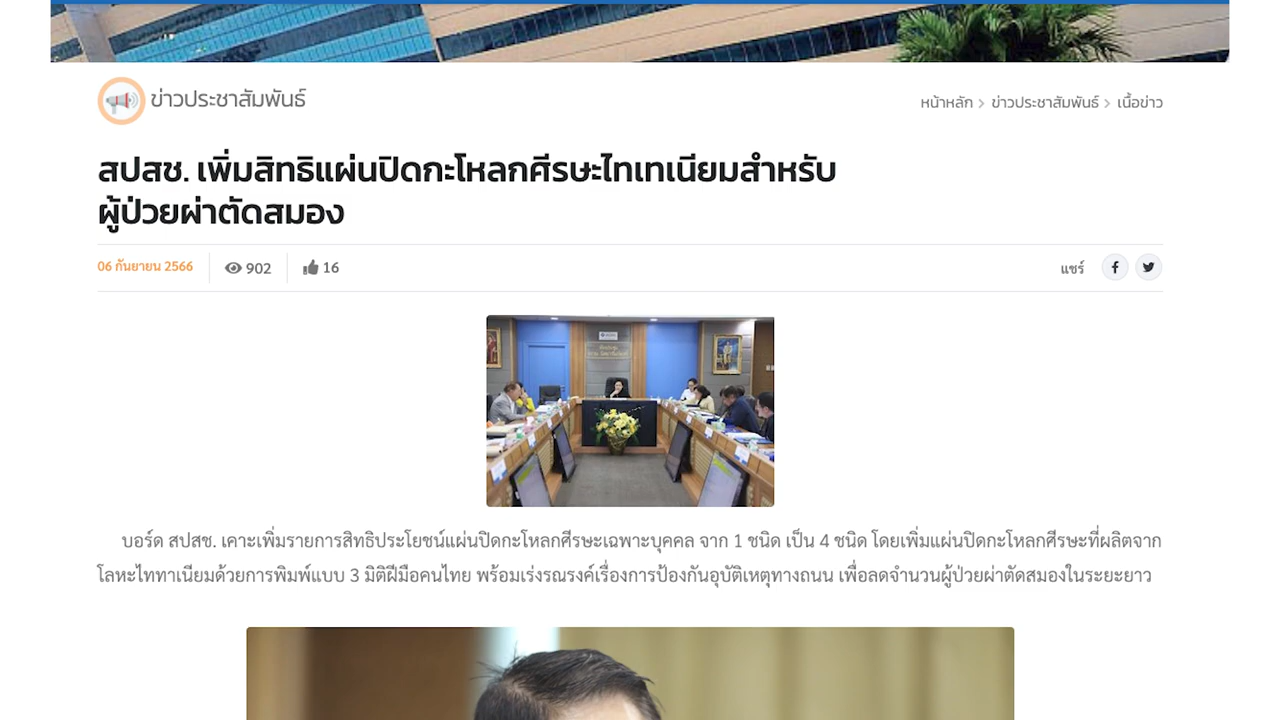 ข่าวประชาสัมพันธ์
หน้าหลัก > ข่าวประชาสัมพันธ์ > เนื้อข่าว
สปสช. เพิ่มสิทธิแผ่นปิดกะโหลกศีรษะไทเทเนียมสำหรับ
ผู้ป่วยผ่าตัดสมอง
06 กันยายน 2566
902
16
แชร์
บอร์ด สปสช. เคาะเพิ่มรายการสิทธิประโยชน์แผ่นปิดกะโหลกศีรษะเฉพาะบุคคล จาก 1 ชนิด เป็น 4 ชนิด โดยเพิ่มแผ่นปิดกะโหลกศีรษะที่ผลิตจาก
โลหะไททาเนียมด้วยการพิมพ์แบบ 3 มิติฝีมือคนไทย พร้อมเร่งรณรงค์เรื่องการป้องกันอุบัติเหตุทางถนน เพื่อลดจำนวนผู้ป่วยผ่าตัดสมองในระยะยาว